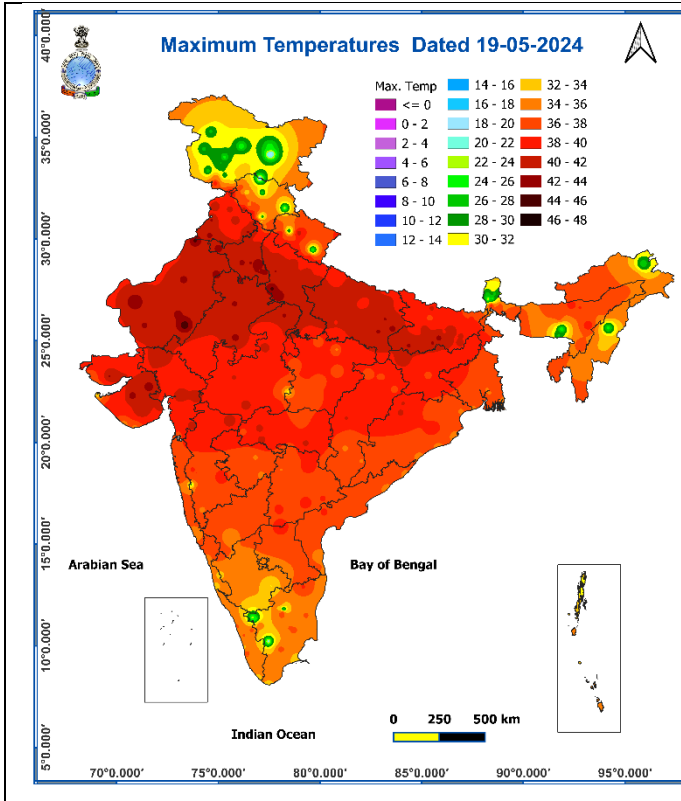 Maximum Temperatures Dated 19-05-2024
Max. Temp
<= 0
0 - 2
2 - 4
4 - 6
6 - 8
8 - 10
10 - 12
12 - 14
14 - 16
16 - 18
18 - 20
20 - 22
22 - 24
24 - 26
26 - 28
28 - 30
30 - 32
32 - 34
34 - 36
36 - 38
38 - 40
40 - 42
42 - 44
44 - 46
46 - 48
40°0.000'
35°0.000'
30°0.000'
25°0.000'
20°0.000'
15°0.000'
10°0.000'
5°0.000'
Arabian Sea
Bay of Bengal
Indian Ocean
0 250 500 km
70°0.000' 75°0.000' 80°0.000' 85°0.000' 90°0.000' 95°0.000'